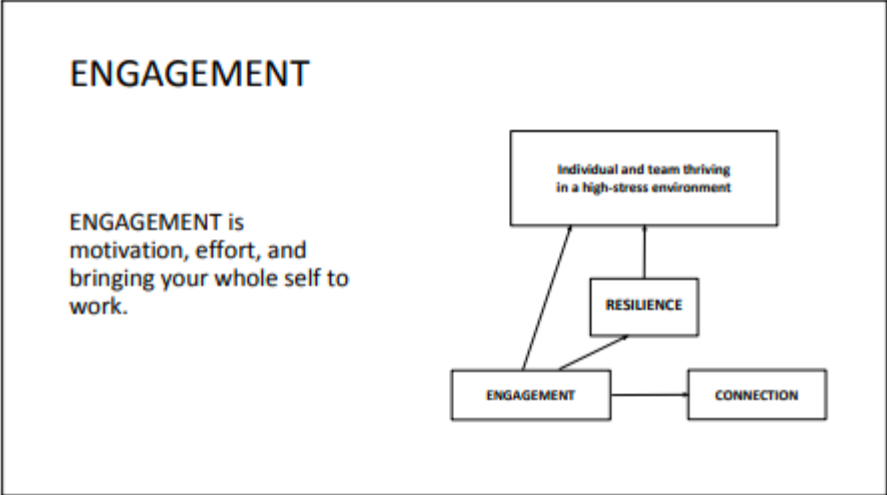 ENGAGEMENT
ENGAGEMENT is
motivation, effort, and
bringing your whole self to
work.
Individual and team thriving
in a high-stress environment
RESILIENCE
ENGAGEMENT
CONNECTION